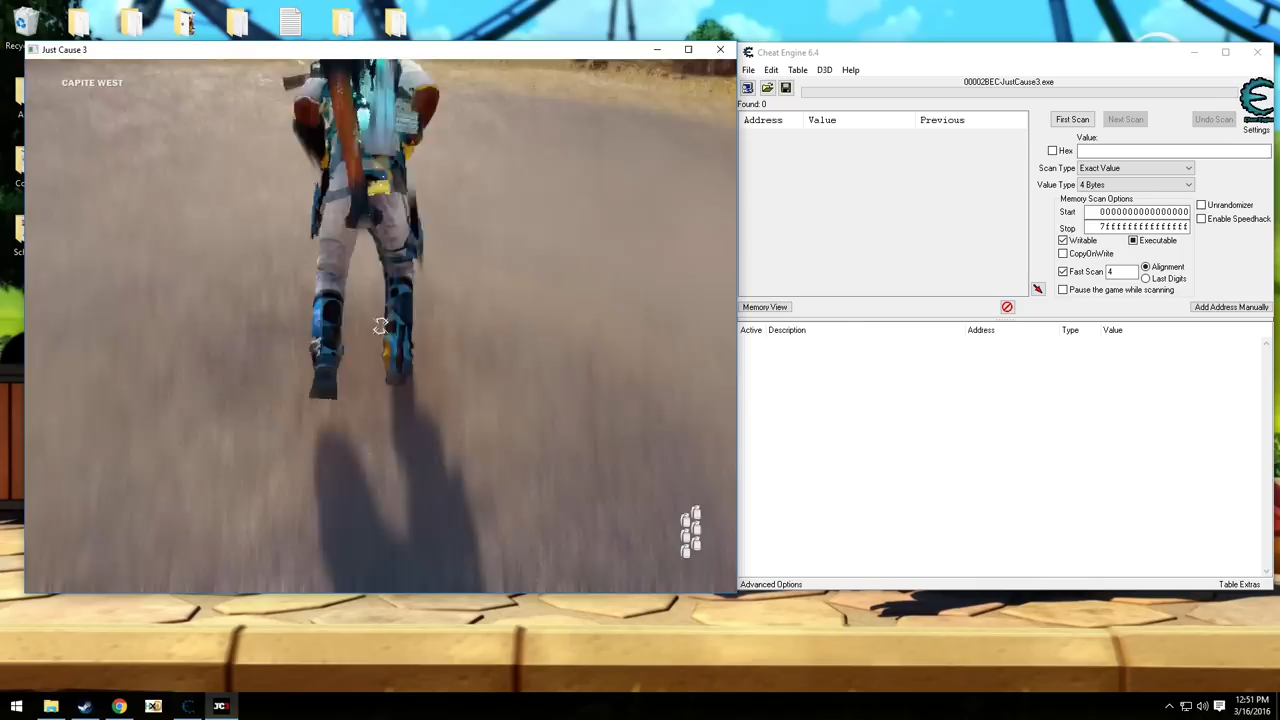 Just Cause 3
CAPITE WEST
Cheat Engine 6.4
File Edit Table D3D Help
00002BEC-JustCause3.exe
Found: 0
Address Value Previous
First Scan Next Scan Undo Scan
Settings
Value:
Hex
Scan Type Exact Value
Value Type 4 Bytes
Memory Scan Options
Start 0000000000000000
Stop 7fffffffffffffff
Unrandomizer
Enable Speedhack
Writable Executable
CopyOnWrite
Fast Scan 4 Alignment
Last Digits
Pause the game while scanning
Memory View Add Address Manually
Active Description Address Type Value
Advanced Options Table Extras
JC3
12:51 PM
3/16/2016